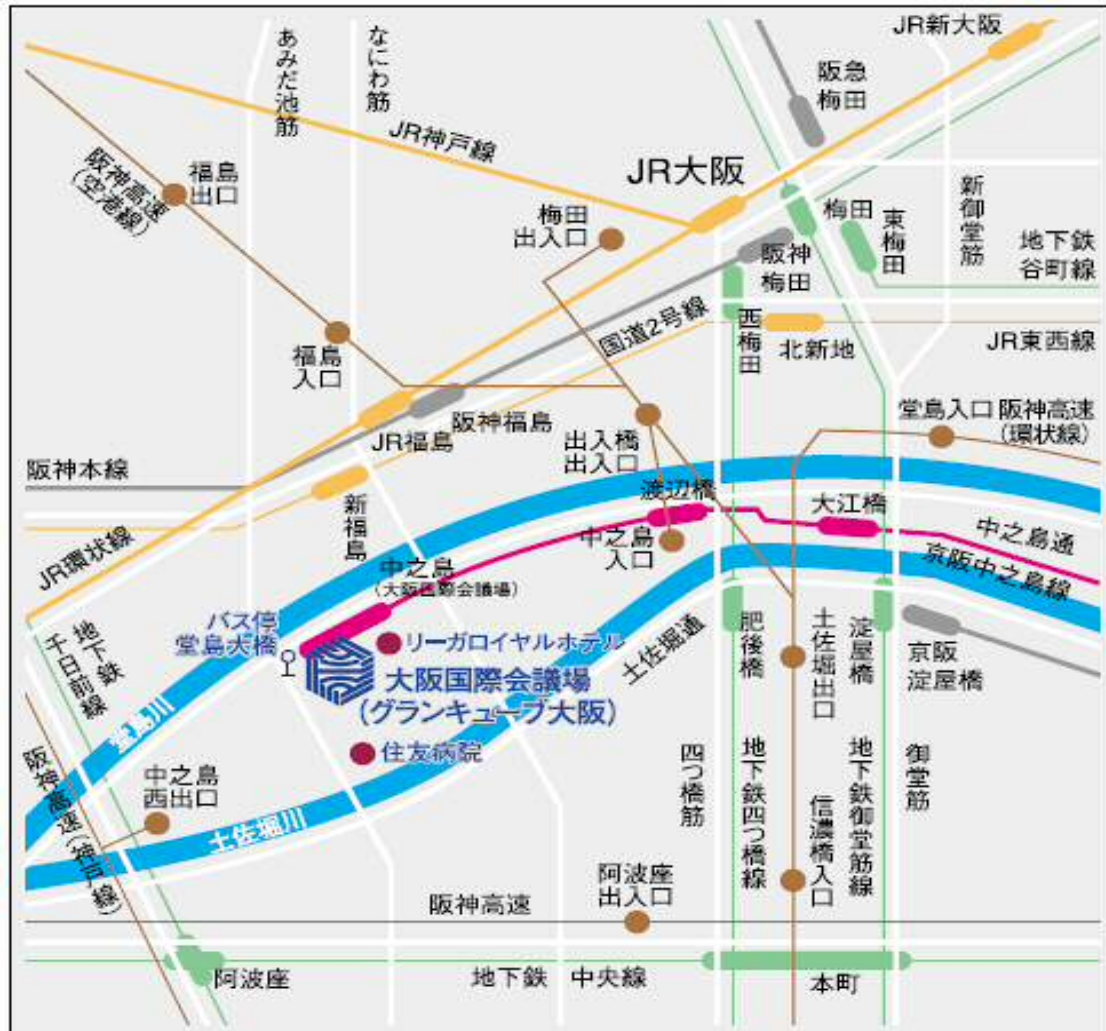 JR新大阪
あみだ池筋
なにわ筋
阪急
梅田
JR神戸線
阪神高速
(空港線)
福島
出口
JR大阪
梅田
出入口
梅田
東梅田
新御堂筋
地下鉄
谷町線
阪神
梅田
国道2号線
西梅田
北新地
JR東西線
福島
入口
阪神福島
JR福島
出入橋
出入口
堂島入口
阪神高速
(環状線)
阪神本線
新福島
渡辺橋
大江橋
中之島
入口
中之島通
京阪中之島線
JR環状線
中之島
(大阪国際会議場)
バス停
堂島大橋
リーガロイヤルホテル
大阪国際会議場
(グランキューブ大阪)
土佐堀通
肥後橋
土佐堀出口
淀屋橋
京阪
淀屋橋
地下鉄
千日前線
堂島川
住友病院
阪神高速(神戸線)
中之島
西出口
土佐堀川
四つ橋筋
地下鉄四つ橋線
信濃橋入口
地下鉄御堂筋線
御堂筋
阿波座
出入口
阪神高速
阿波座
地下鉄 中央線
本町